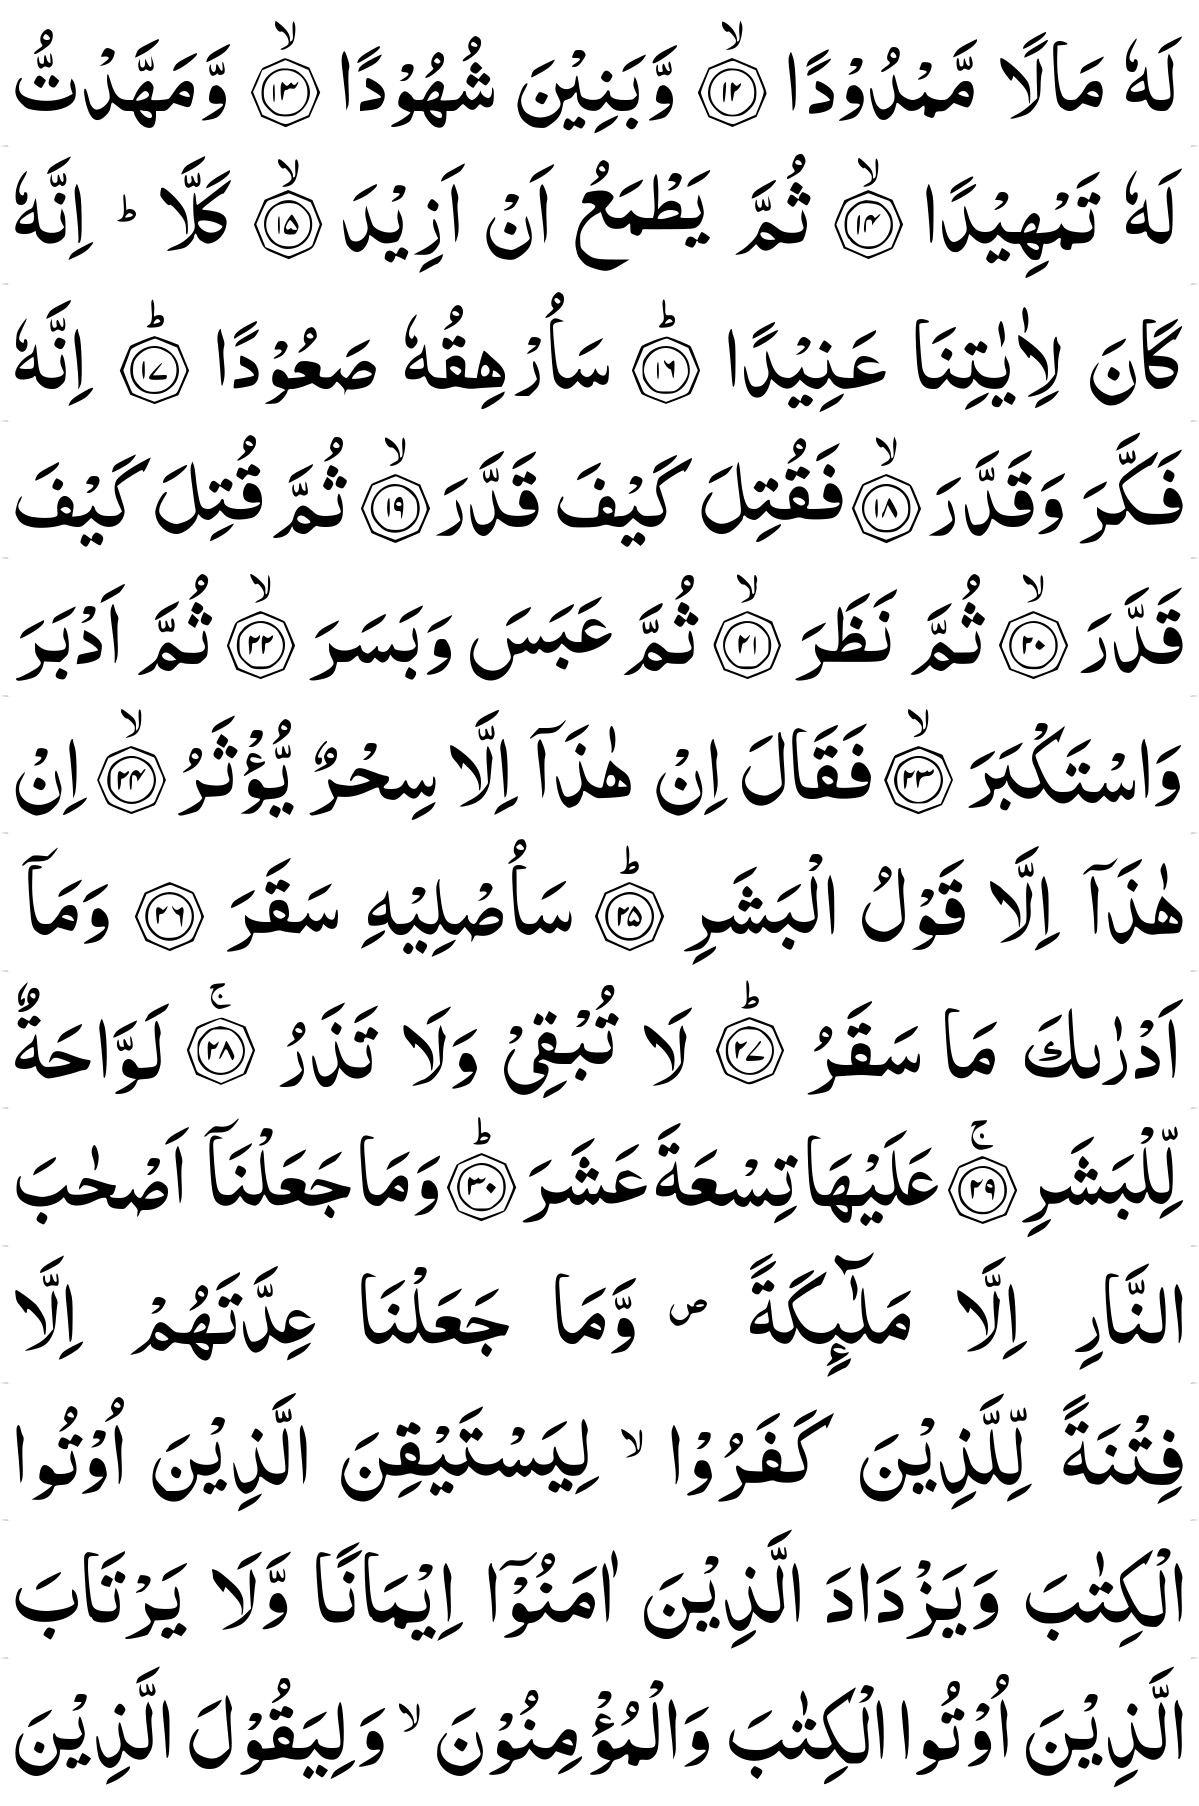 لَهٗ مَالًا مَّمْدُوْدًا ۙ﴿۱۲﴾ وَّبَنِيْنَ شُهُوْدًا ۙ﴿۱۳﴾ وَّمَهَّدْتُّ
لَهٗ تَمْهِيْدًا ۙ﴿۱۴﴾ ثُمَّ يَطْمَعُ اَنْ اَزِيْدَ ۙ﴿۱۵﴾ كَلَّا ؕ اِنَّهٗ
كَانَ لِاٰيٰتِنَا عَنِيْدًا ؕ﴿۱۶﴾ سَاُرْهِقُهٗ صَعُوْدًا ؕ﴿۱۷﴾ اِنَّهٗ
فَكَّرَ وَقَدَّرَ ۙ﴿۱۸﴾ فَقُتِلَ كَيْفَ قَدَّرَ ۙ﴿۱۹﴾ ثُمَّ قُتِلَ كَيْفَ
قَدَّرَ ۙ﴿۲۰﴾ ثُمَّ نَظَرَ ۙ﴿۲۱﴾ ثُمَّ عَبَسَ وَبَسَرَ ۙ﴿۲۲﴾ ثُمَّ اَدْبَرَ
وَاسْتَكْبَرَ ۙ﴿۲۳﴾ فَقَالَ اِنْ هٰذَاۤ اِلَّا سِحْرٌ يُّؤْثَرُ ۙ﴿۲۴﴾ اِنْ
هٰذَاۤ اِلَّا قَوْلُ الْبَشَرِ ؕ﴿۲۵﴾ سَاُصْلِيْهِ سَقَرَ ﴿۲۶﴾ وَمَاۤ
اَدْرٰىكَ مَا سَقَرُ ؕ﴿۲۷﴾ لَا تُبْقِىْ وَلَا تَذَرُ ۚ﴿۲۸﴾ لَـوَّاحَةٌ
لِّلْبَشَرِ ۚ﴿۲۹﴾ عَلَيْهَا تِسْعَةَ عَشَرَ ؕ﴿۳۰﴾ وَمَا جَعَلْنَاۤ اَصْحٰبَ
النَّارِ اِلَّا مَلٰٓٮِٕكَةً ۖ وَّمَا جَعَلْنَا عِدَّتَهُمْ اِلَّا
فِتْنَةً لِّلَّذِيْنَ كَفَرُوْا ۙ لِيَسْتَيْقِنَ الَّذِيْنَ اُوْتُوا
الْكِتٰبَ وَيَزْدَادَ الَّذِيْنَ اٰمَنُوْۤا اِيْمَانًا وَّلَا يَرْتَابَ
الَّذِيْنَ اُوْتُوا الْكِتٰبَ وَالْمُؤْمِنُوْنَ ۙ وَلِيَقُوْلَ الَّذِيْنَ